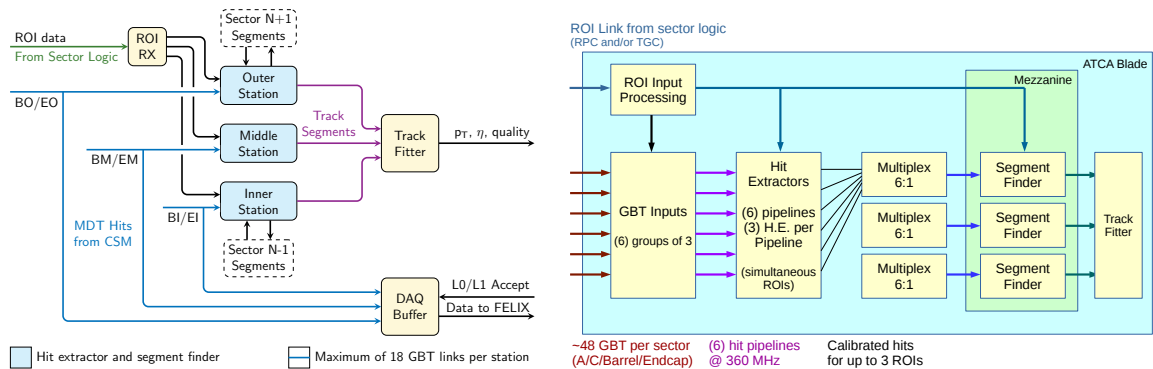 ROI data
From Sector Logic
ROI
RX
Sector N+1
Segments
Outer
Station
BO/EO
Track
Segments
Middle
Station
BM/EM
Track
Fitter
pT, η, quality
Inner
Station
BI/EI
MDT Hits
from CSM
Sector N-1
Segments
DAQ
Buffer
L0/L1 Accept
Data to FELIX
Hit extractor and segment finder
Maximum of 18 GBT links per station
ROI Link from sector logic
(RPC and/or TGC)
ATCA Blade
Mezzanine
ROI Input
Processing
GBT Inputs
(6) groups of 3
Hit
Extractors
(6) pipelines
(3) H.E. per
Pipeline
(simultaneous
ROIs)
Multiplex
6:1
Multiplex
6:1
Multiplex
6:1
Segment
Finder
Segment
Finder
Segment
Finder
Track
Fitter
~48 GBT per sector
(A/C/Barrel/Endcap)
(6) hit pipelines
@ 360 MHz
Calibrated hits
for up to 3 ROIs